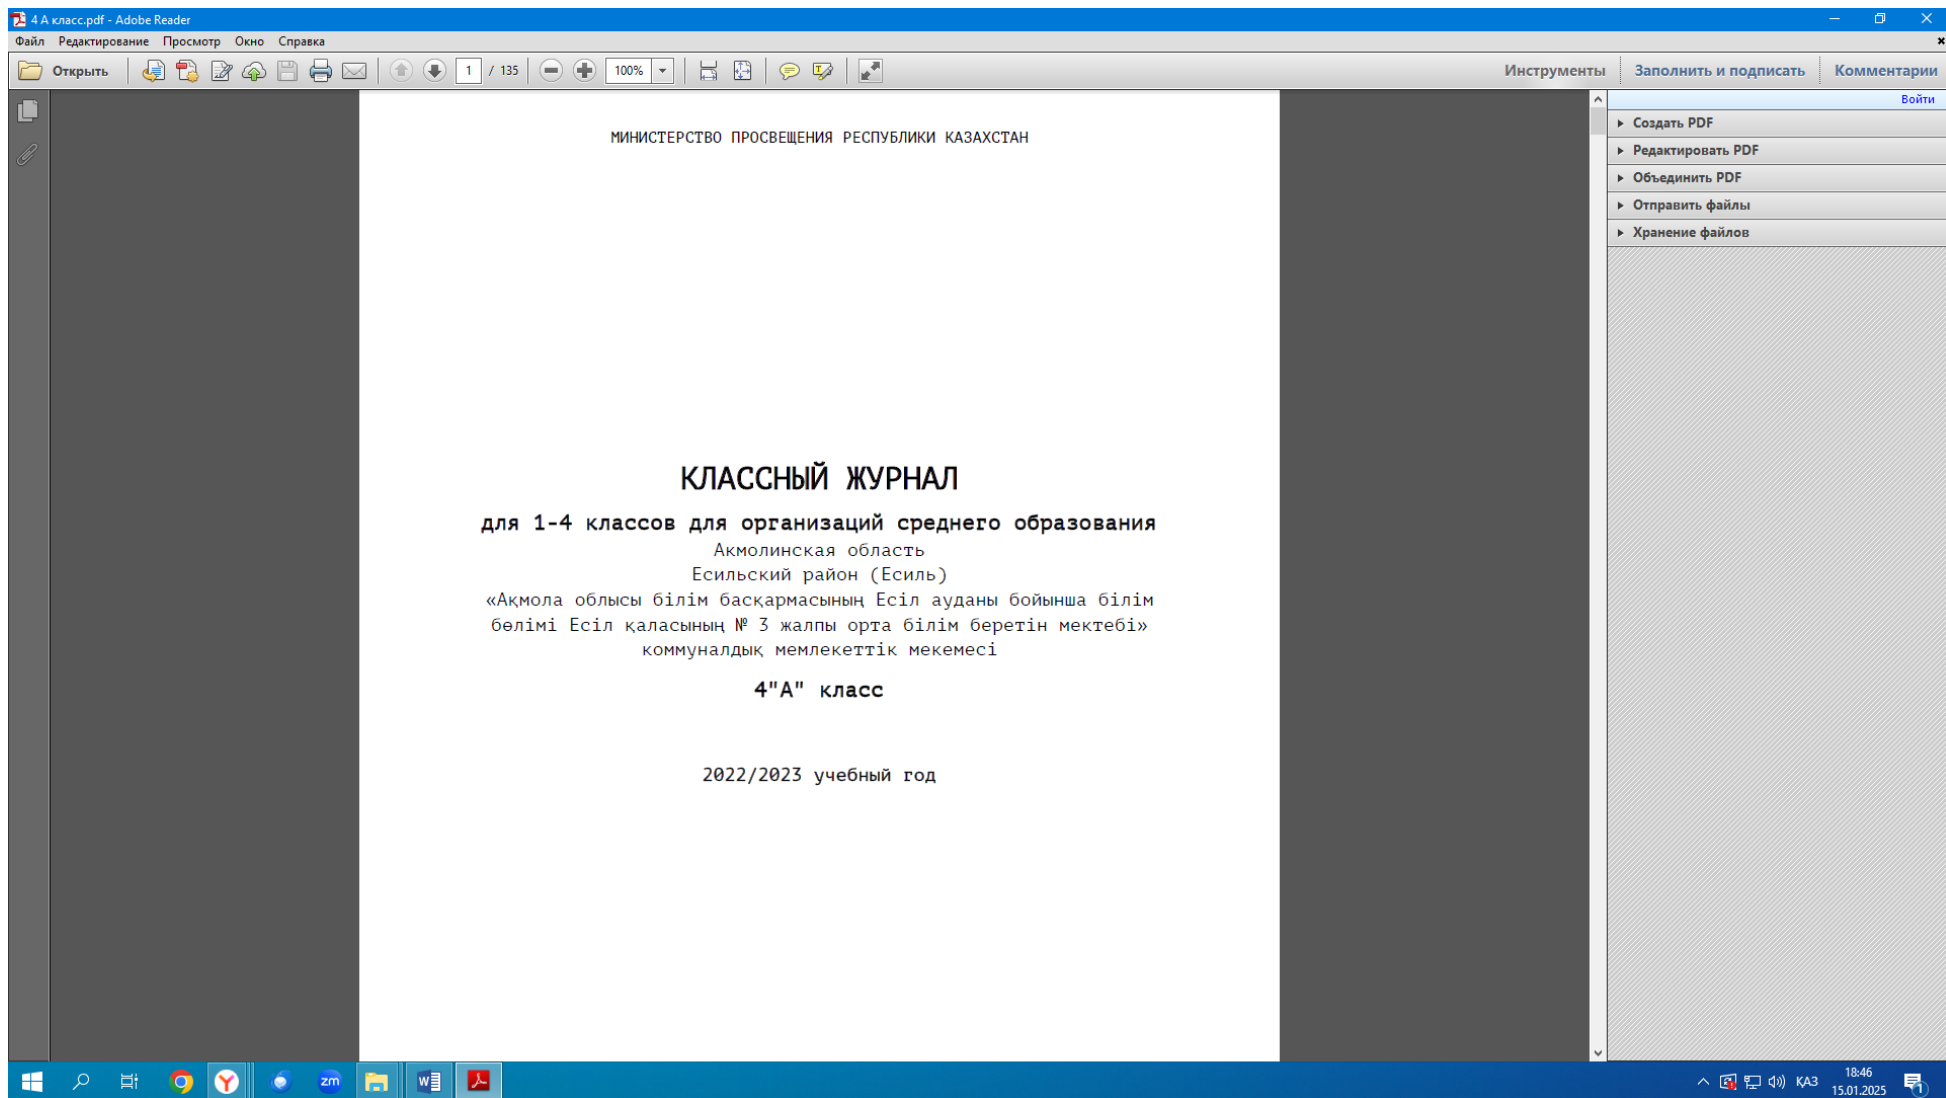 4 А класс.pdf - Adobe Reader
Файл Редактирование Просмотр Окно Справка
Открыть 1 / 135 100% Инструменты Заполнить и подписать Комментарии
Войти
Создать PDF
Редактировать PDF
Объединить PDF
Отправить файлы
Хранение файлов
МИНИСТЕРСТВО ПРОСВЕЩЕНИЯ РЕСПУБЛИКИ КАЗАХСТАН
КЛАССНЫЙ ЖУРНАЛ
для 1-4 классов для организаций среднего образования
Акмолинская область
Есильский район (Есиль)
«Ақмола облысы білім басқармасының Есіл ауданы бойынша білім
бөлімі Есіл қаласының № 3 жалпы орта білім беретін мектебі»
коммуналдық мемлекеттік мекемесі
4"А" класс
2022/2023 учебный год
zm
ҚАЗ
18:46
15.01.2025
1